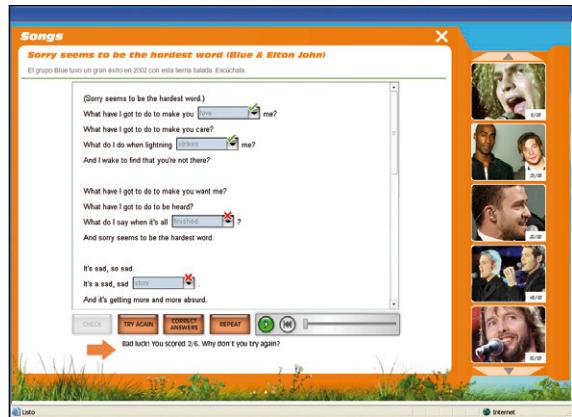 Songs
Sorry seems to be the hardest word (Blue & Elton John)
El grupo Blue tuvo un gran éxito en 2002 con esta tierna balada. Escúchala.
(Sorry seems to be the hardest word.)
What have I got to do to make you love me?
What have I got to do to make you care?
What do I do when lightning strikes me?
And I wake to find that you're not there?
What have I got to do to make you want me?
What have I got to do to be heard?
What do I say when it's all finished ?
And sorry seems to be the hardest word.
It's sad, so sad.
It's a sad, sad story .
And it's getting more and more absurd.
CHECK
TRY AGAIN
CORRECT ANSWERS
REPEAT
Bad luck! You scored 2/6. Why don't you try again?
Listo
Internet